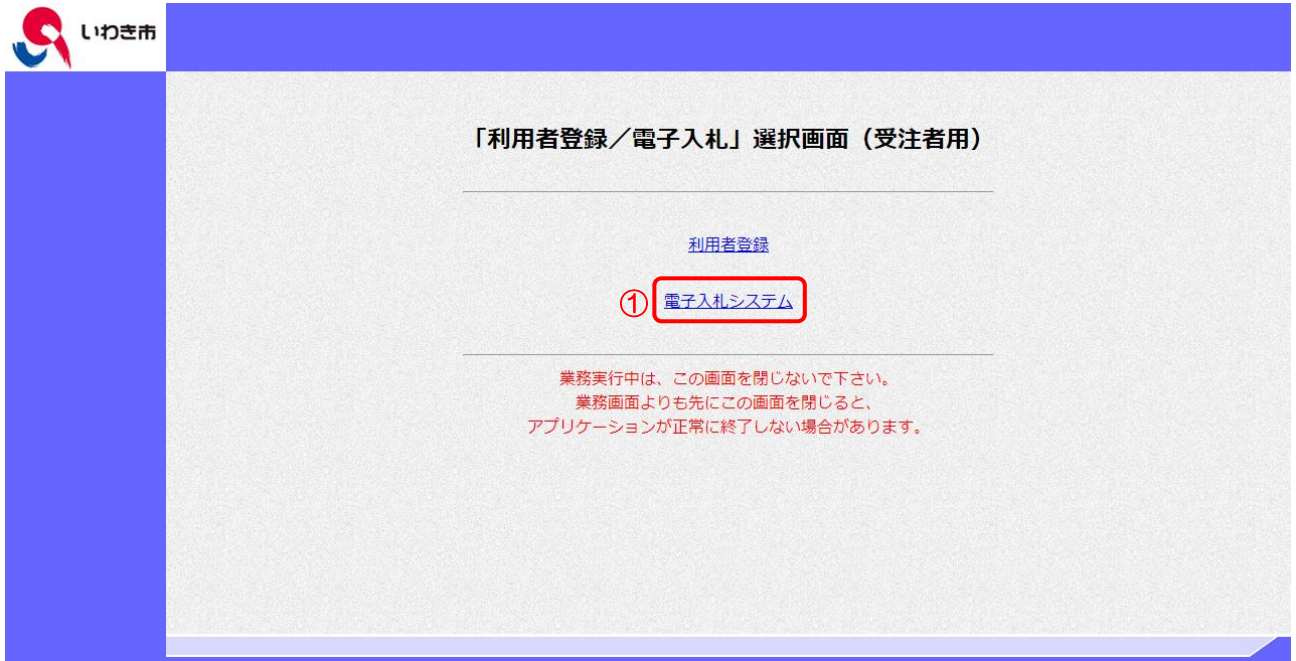 いわき市
「利用者登録／電子入札」選択画面（受注者用）
利用者登録
① 電子入札システム
業務実行中は、この画面を閉じないで下さい。
業務画面よりも先にこの画面を閉じると、
アプリケーションが正常に終了しない場合があります。